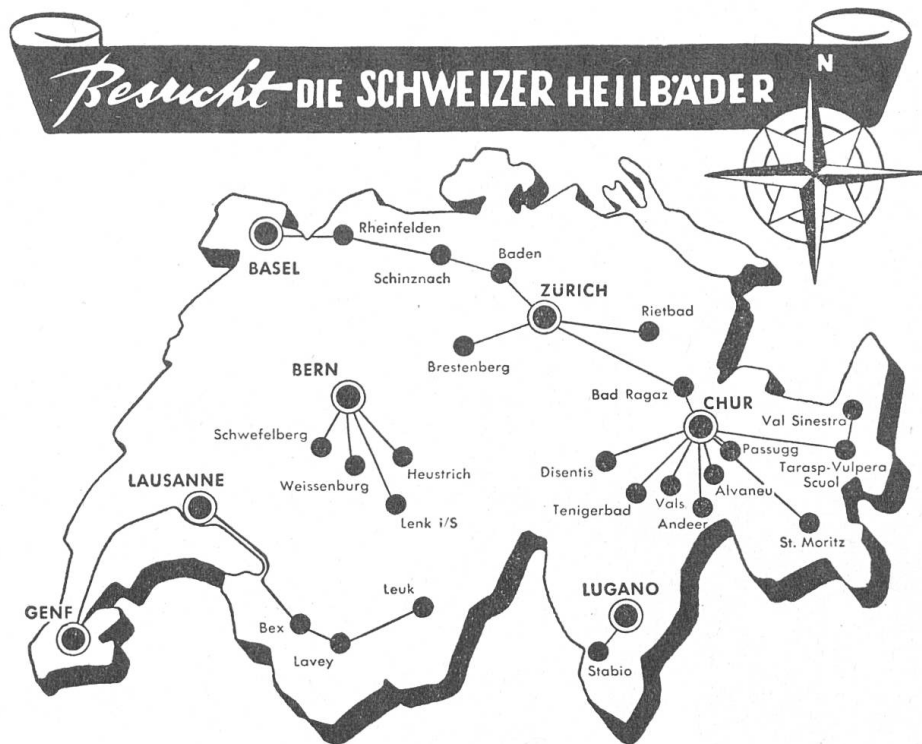 Besucht DIE SCHWEIZER HEILBÄDER
N
Rheinfelden
BASEL
Schinznach
Baden
ZÜRICH
Rietbad
Brestenberg
BERN
Bad Ragaz
CHUR
Val Sinestra
Schwefelberg
Passugg
Heustrich
Disentis
Tarasp-Vulpera
Scuol
Weissenburg
LAUSANNE
Vals
Alvaneu
Tenigerbad
Andeer
Lenk i/S
St. Moritz
Leuk
LUGANO
GENF
Bex
Lavey
Stabio